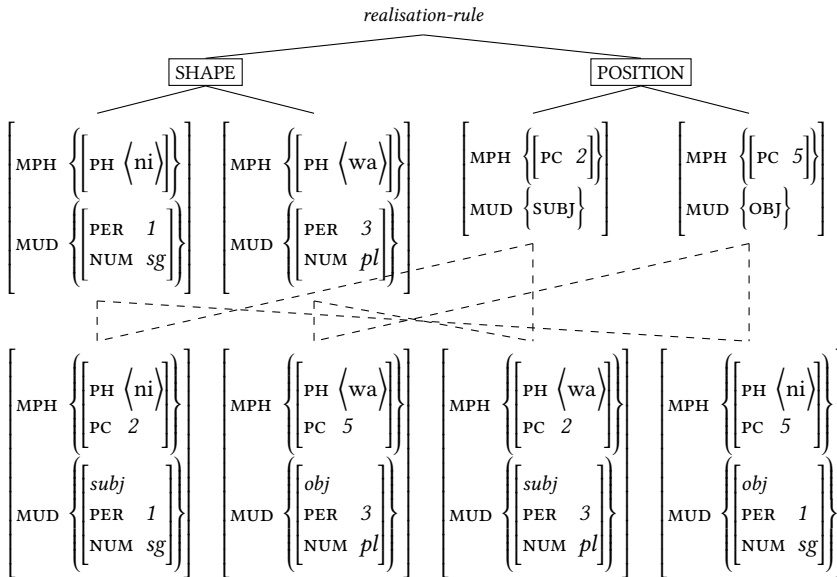 realisation-rule
SHAPE POSITION
MPH {[PH ⟨ni⟩]} MPH {[PH ⟨wa⟩]} MPH {[PC 2]} MPH {[PC 5]}
MUD {[PER 1 MUD {[PER 3 MUD {SUBJ} MUD {OBJ}
NUM sg]} NUM pl]}
MPH {[PH ⟨ni⟩ MPH {[PH ⟨wa⟩ MPH {[PH ⟨wa⟩ MPH {[PH ⟨ni⟩
PC 2]} PC 5]} PC 2]} PC 5]}
subj obj subj obj
MUD {[PER 1 MUD {[PER 3 MUD {[PER 3 MUD {[PER 1
NUM sg]} NUM pl]} NUM pl]} NUM sg]}